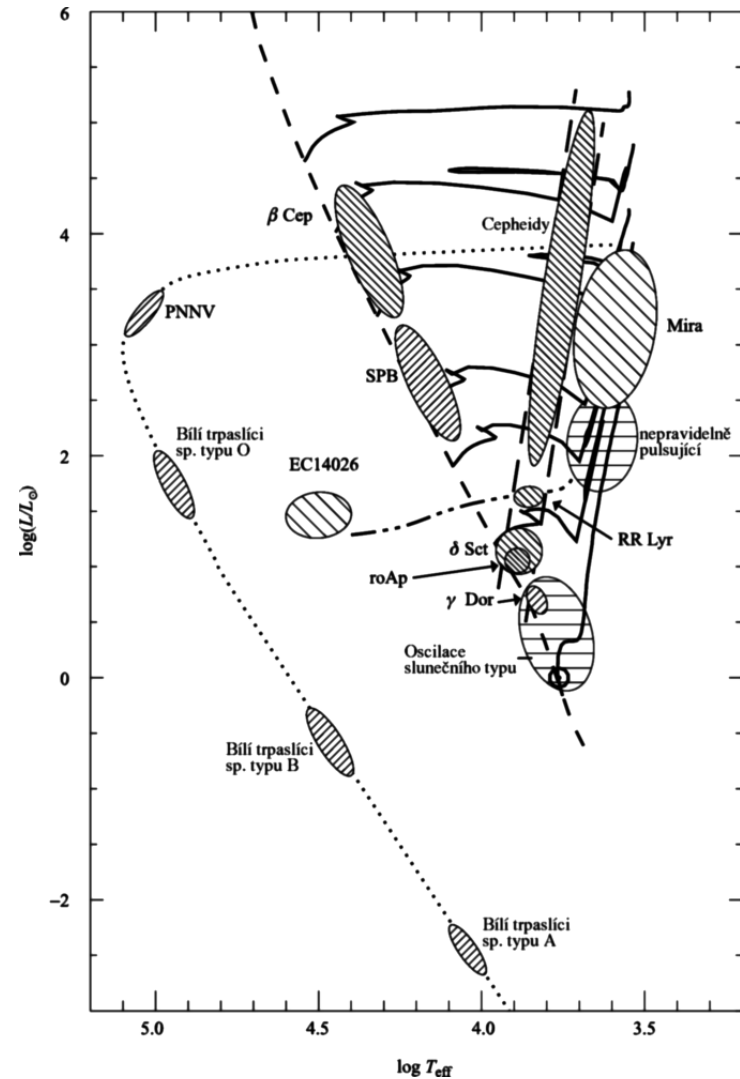 6
β Cep
Cepheidy
4
PNNV
Mira
SPB
Bílí trpaslíci
sp. typu O
nepravidelně
pulsující
EC14026
2
log(L/L⊙)
δ Sct
RR Lyr
roAp
γ Dor
Oscilace
slunečního typu
0
Bílí trpaslíci
sp. typu B
−2
Bílí trpaslíci
sp. typu A
5.0 4.5 4.0 3.5
log Teff